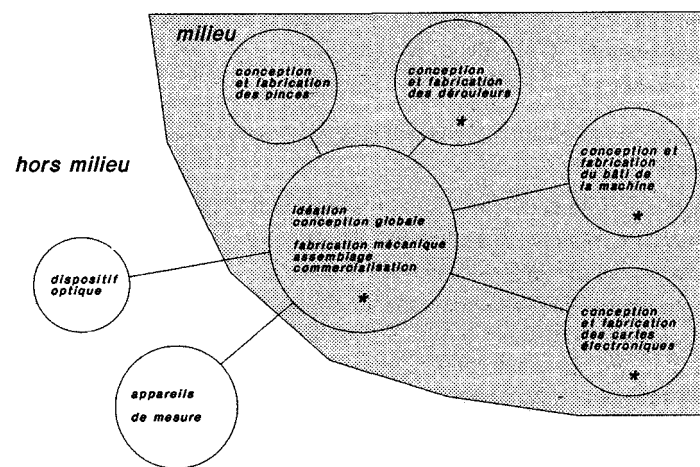 milieu
conception
et fabrication
des pinces
conception
et fabrication
des dérouleurs
*
conception et
fabrication
du bâti de
la machine
*
hors milieu
idéation
conception globale
fabrication mécanique
assemblage
commercialisation
*
dispositif
optique
conception
et fabrication
des cartes
électroniques
*
appareils
de mesure